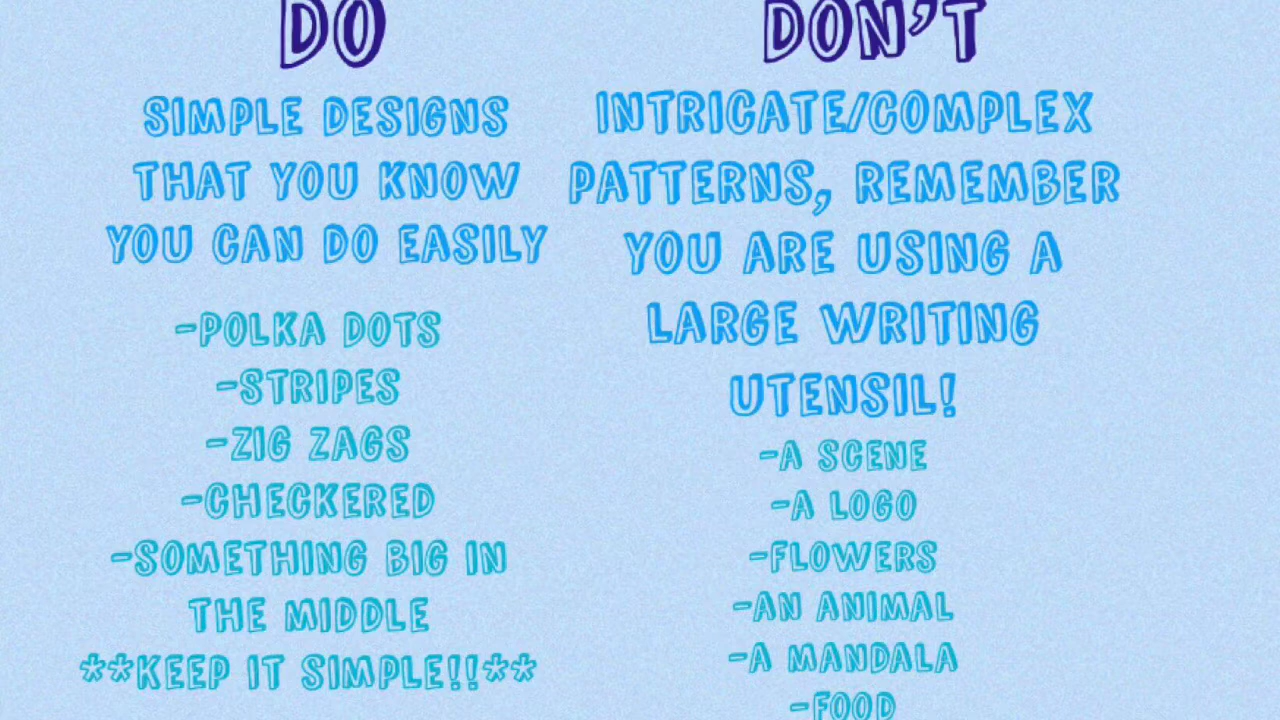 DO
SIMPLE DESIGNS
THAT YOU KNOW
YOU CAN DO EASILY
-POLKA DOTS
-STRIPES
-ZIG ZAGS
-CHECKERED
-SOMETHING BIG IN
THE MIDDLE
**KEEP IT SIMPLE!!**
DON'T
INTRICATE/COMPLEX
PATTERNS, REMEMBER
YOU ARE USING A
LARGE WRITING
UTENSIL!
-A SCENE
-A LOGO
-FLOWERS
-AN ANIMAL
-A MANDALA
-FOOD